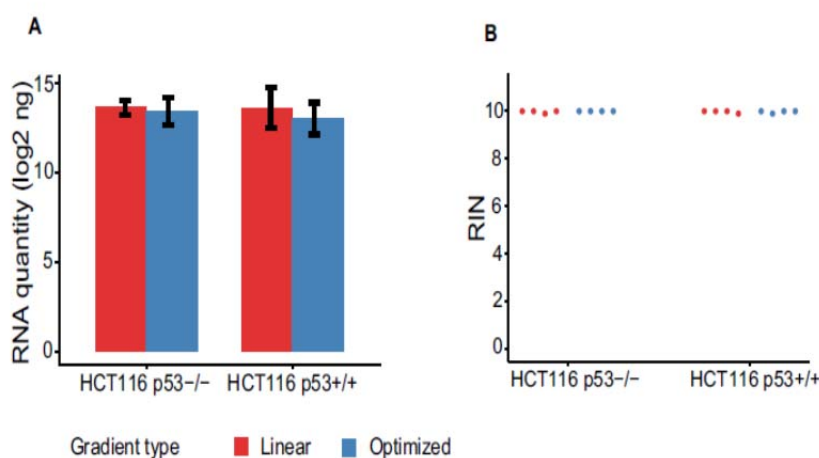 A
RNA quantity (log2 ng)
15
10
5
0
HCT116 p53−/−
HCT116 p53+/+
B
RIN
10
8
6
4
2
0
HCT116 p53−/−
HCT116 p53+/+
Gradient type
Linear
Optimized